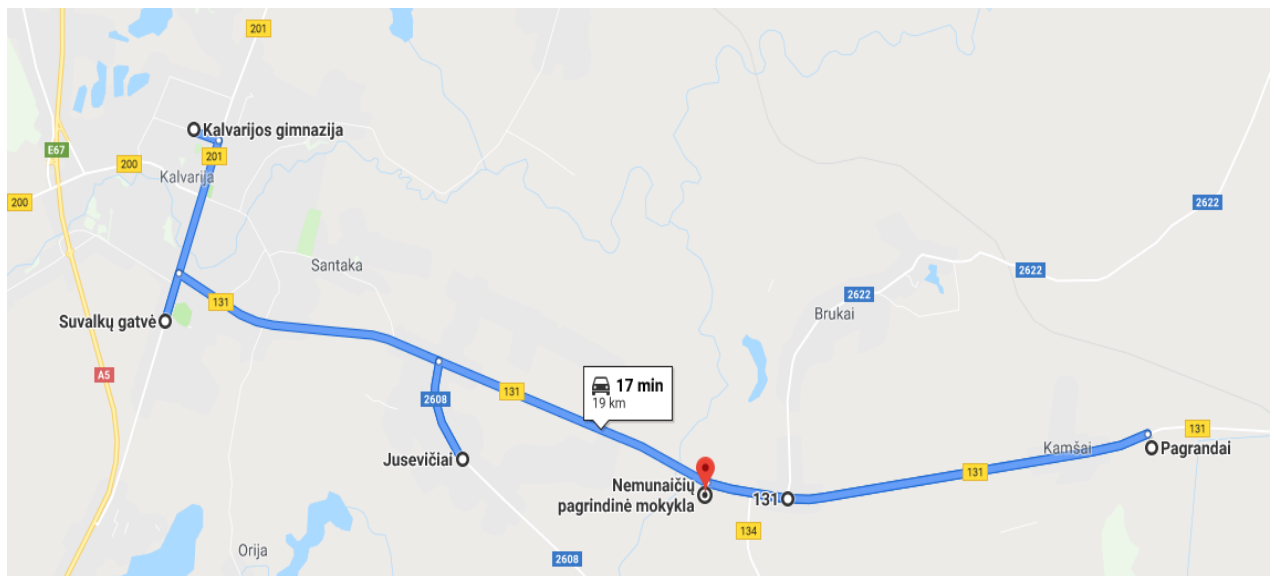 201
Kalvarijos gimnazija
E67
201
200
Kalvarija
2622
200
Santaka
2622
131
2622
Brukai
Suvalkų gatvė
A5
17 min
19 km
131
2608
131
Kamšai
Pagrandai
Jusevičiai
131
Nemunaičių
pagrindinė mokykla
131
134
Orija
2608